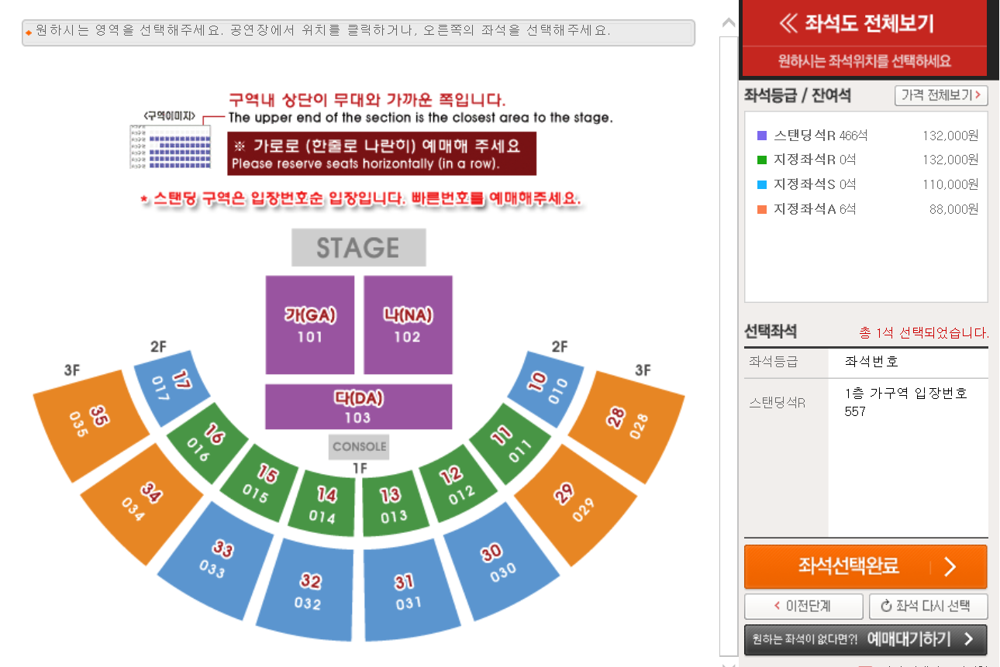 원하시는 영역을 선택해주세요. 공연장에서 위치를 클릭하거나, 오른쪽의 좌석을 선택해주세요.
구역내 상단이 무대와 가까운 쪽입니다.
<구역이미지>
The upper end of the section is the closest area to the stage.
※ 가로로 (한줄로 나란히) 예매해 주세요
Please reserve seats horizontally (in a row).
* 스탠딩 구역은 입장번호순 입장입니다. 빠른번호를 예매해주세요.
STAGE
가(GA)
101
나(NA)
102
다(DA)
103
CONSOLE
1F
2F
3F
2F
3F
17
017
10
010
35
035
28
028
16
016
11
011
15
015
12
012
14
014
13
013
34
034
29
029
33
033
30
030
32
032
31
031
좌석도 전체보기
원하시는 좌석위치를 선택하세요
좌석등급 / 잔여석
가격 전체보기 >
스탠딩석R 466석 132,000원
지정좌석R 0석 132,000원
지정좌석S 0석 110,000원
지정좌석A 6석 88,000원
선택좌석
총 1석 선택되었습니다.
좌석등급 좌석번호
스탠딩석R
1층 가구역 입장번호
557
좌석선택완료
이전단계
좌석 다시 선택
원하는 좌석이 없다면?! 예매대기하기